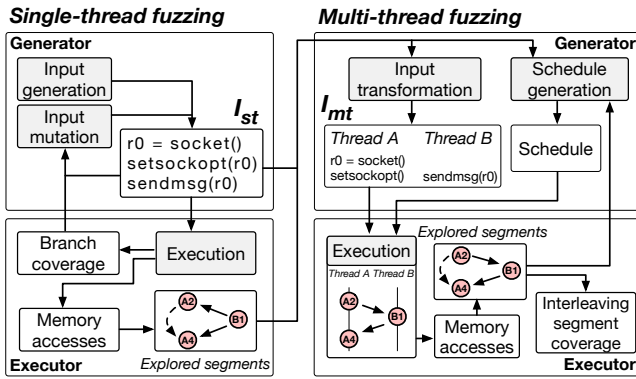 Single-thread fuzzing
Generator
Input
generation
Input
mutation
I_st
r0 = socket()
setsockopt(r0)
sendmsg(r0)
Branch
coverage
Execution
Memory
accesses
A2
B1
A4
Explored segments
Executor
Multi-thread fuzzing
Generator
Input
transformation
Schedule
generation
I_mt
Thread A Thread B
r0 = socket()
setsockopt() sendmsg(r0)
Schedule
Execution
Thread A Thread B
A2
B1
A4
Explored segments
A2
B1
A4
Memory
accesses
Interleaving
segment
coverage
Executor